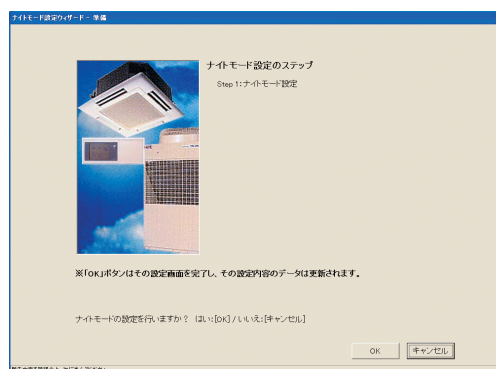 ナイトモード設定ウィザード - 準備
ナイトモード設定のステップ
Step 1:ナイトモード設定
※「OK」ボタンはその設定画面を完了し、その設定内容のデータは更新されます。
ナイトモードの設定を行いますか? はい:[OK] / いいえ:[キャンセル]
OK
キャンセル